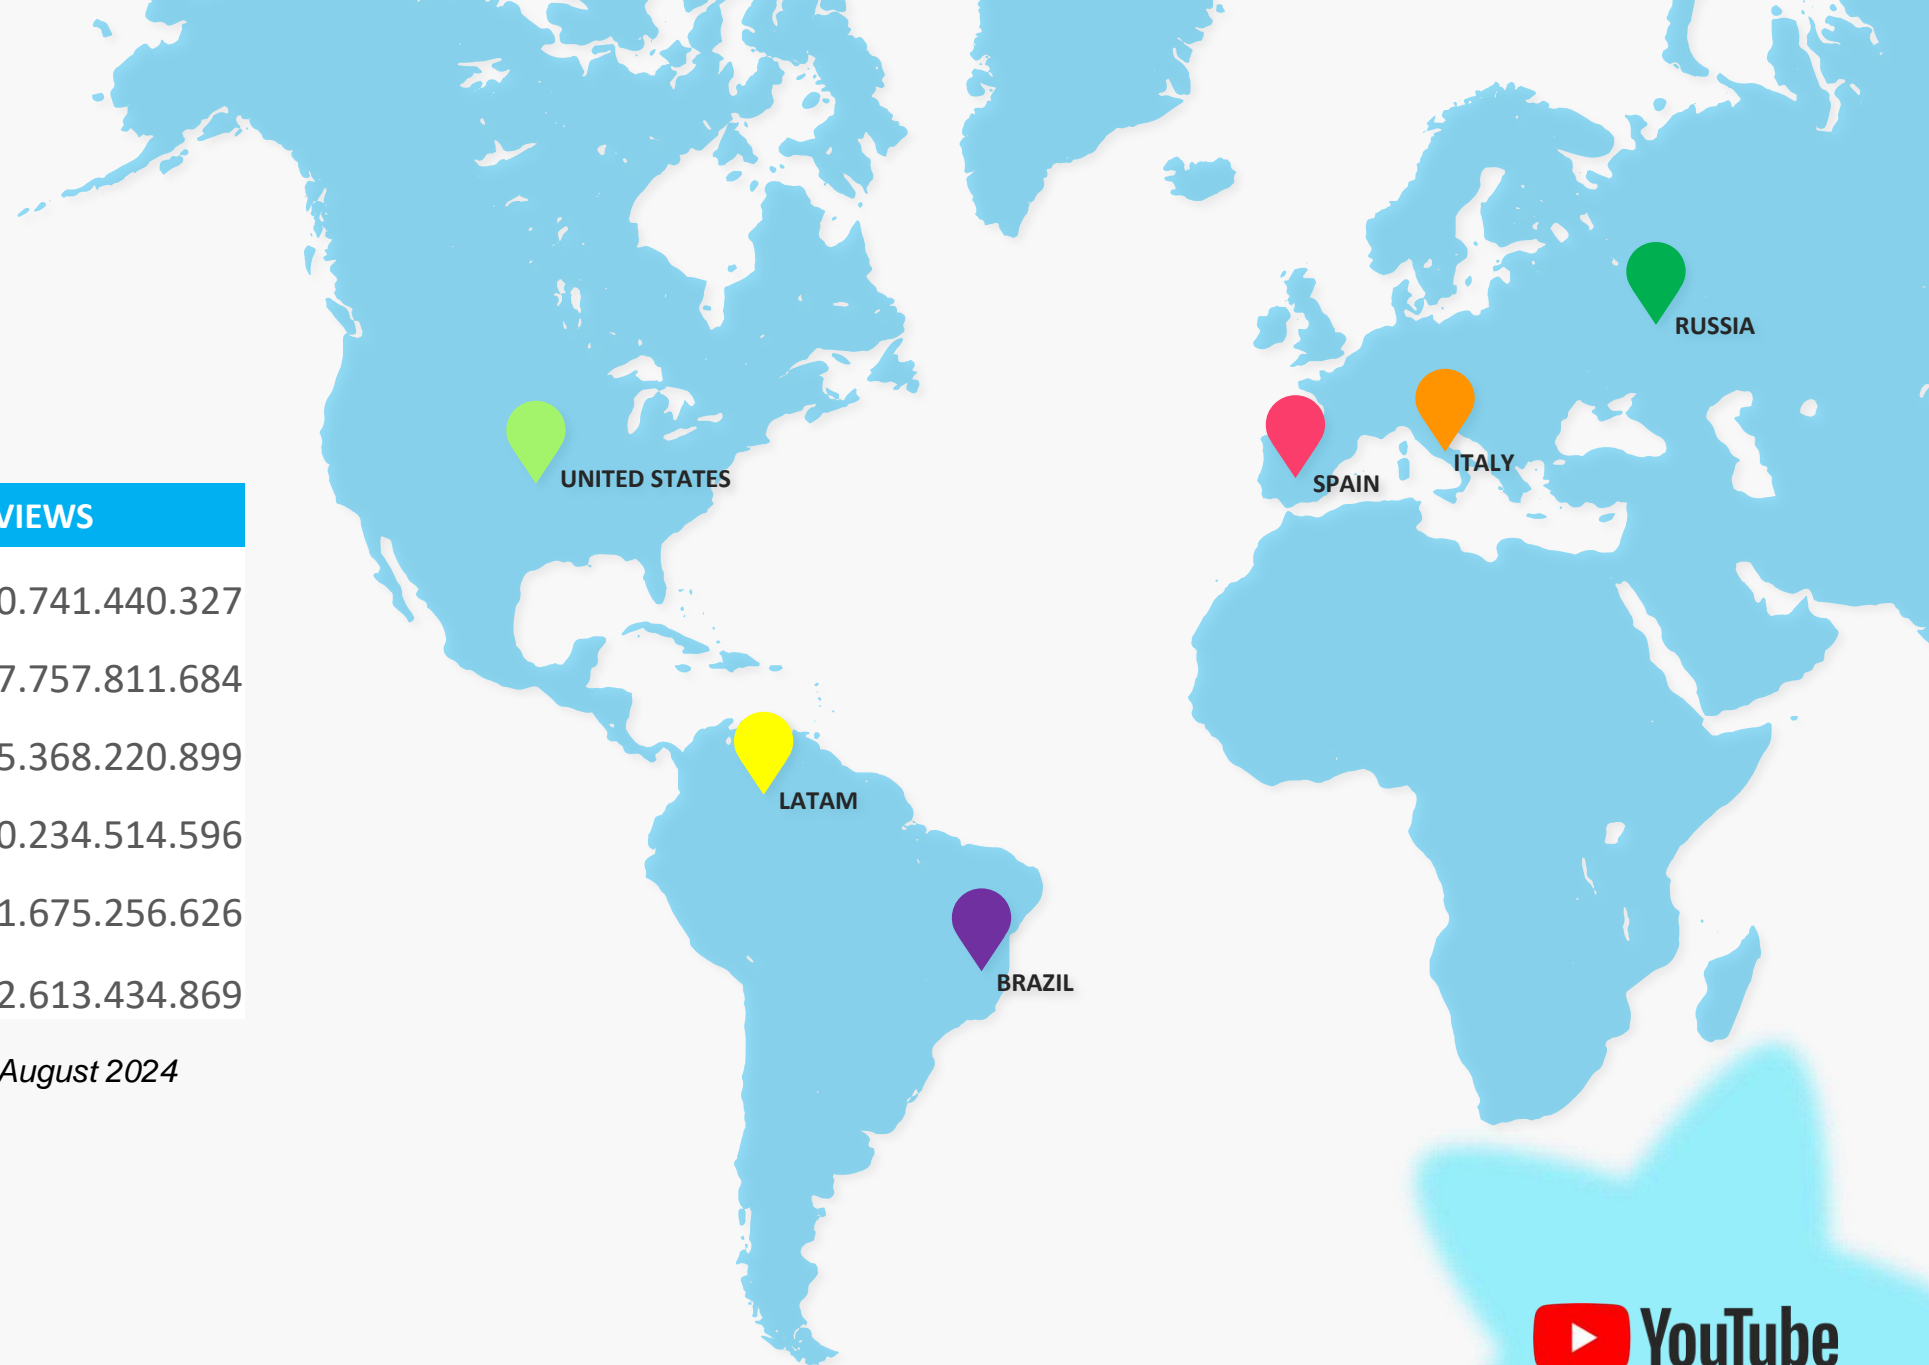 VIEWS
0.741.440.327
7.757.811.684
5.368.220.899
0.234.514.596
1.675.256.626
2.613.434.869
August 2024
UNITED STATES
LATAM
BRAZIL
SPAIN
ITALY
RUSSIA
YouTube